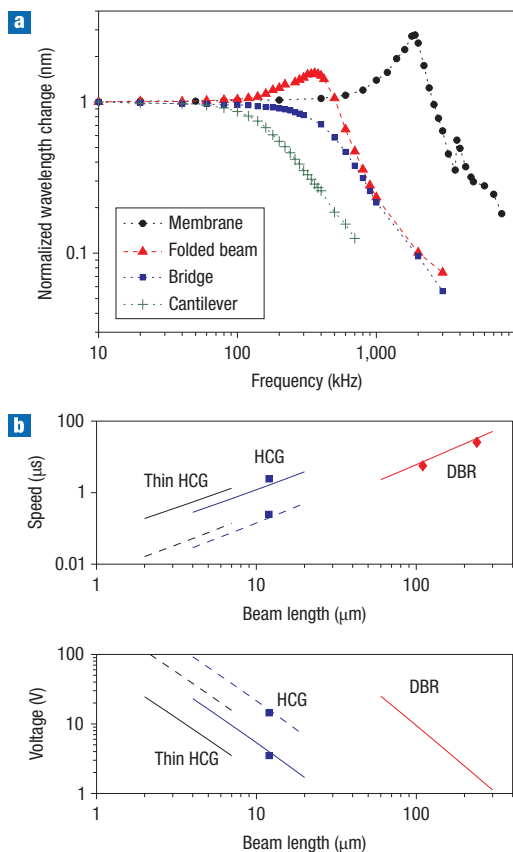 a
Normalized wavelength change (nm)
1
0.1
Membrane
Folded beam
Bridge
Cantilever
10
100
1,000
Frequency (kHz)
b
Speed (μs)
100
1
0.01
Thin HCG
HCG
DBR
1
10
100
Beam length (μm)
Voltage (V)
100
10
1
HCG
DBR
Thin HCG
1
10
100
Beam length (μm)